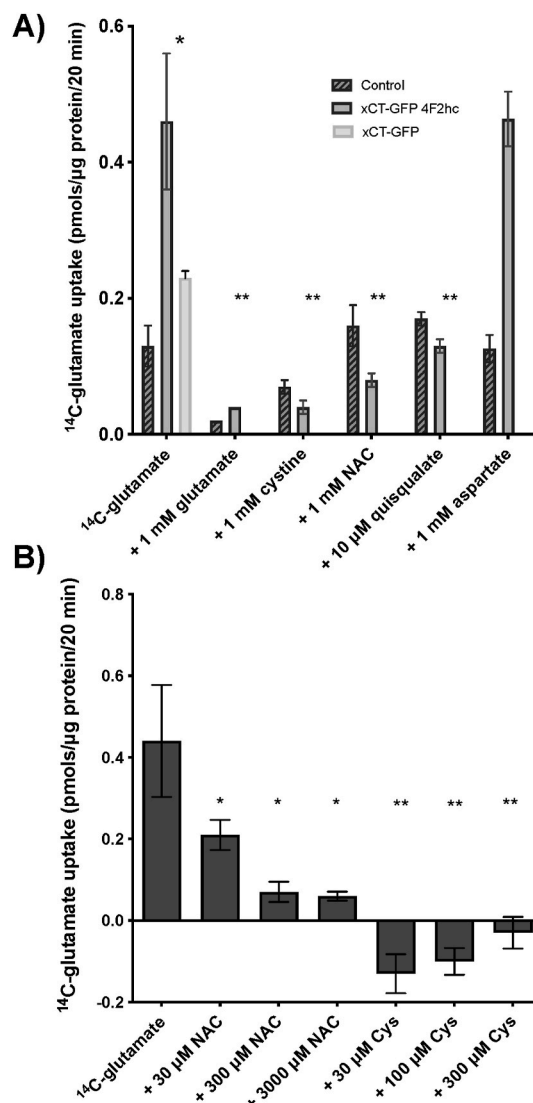 A)
¹⁴C-glutamate uptake (pmols/µg protein/20 min)
0.6
0.4
0.2
0.0
*
Control
xCT-GFP 4F2hc
xCT-GFP
** ** ** **
¹⁴C-glutamate
+ 1 mM glutamate
+ 1 mM cystine
+ 1 mM NAC
+ 10 µM quisqualate
+ 1 mM aspartate
B)
¹⁴C-glutamate uptake (pmols/µg protein/20 min)
0.8
0.6
0.4
0.2
0.0
-0.2
* * * ** ** **
¹⁴C-glutamate
+ 30 µM NAC
+ 300 µM NAC
+ 3000 µM NAC
+ 30 µM Cys
+ 100 µM Cys
+ 300 µM Cys